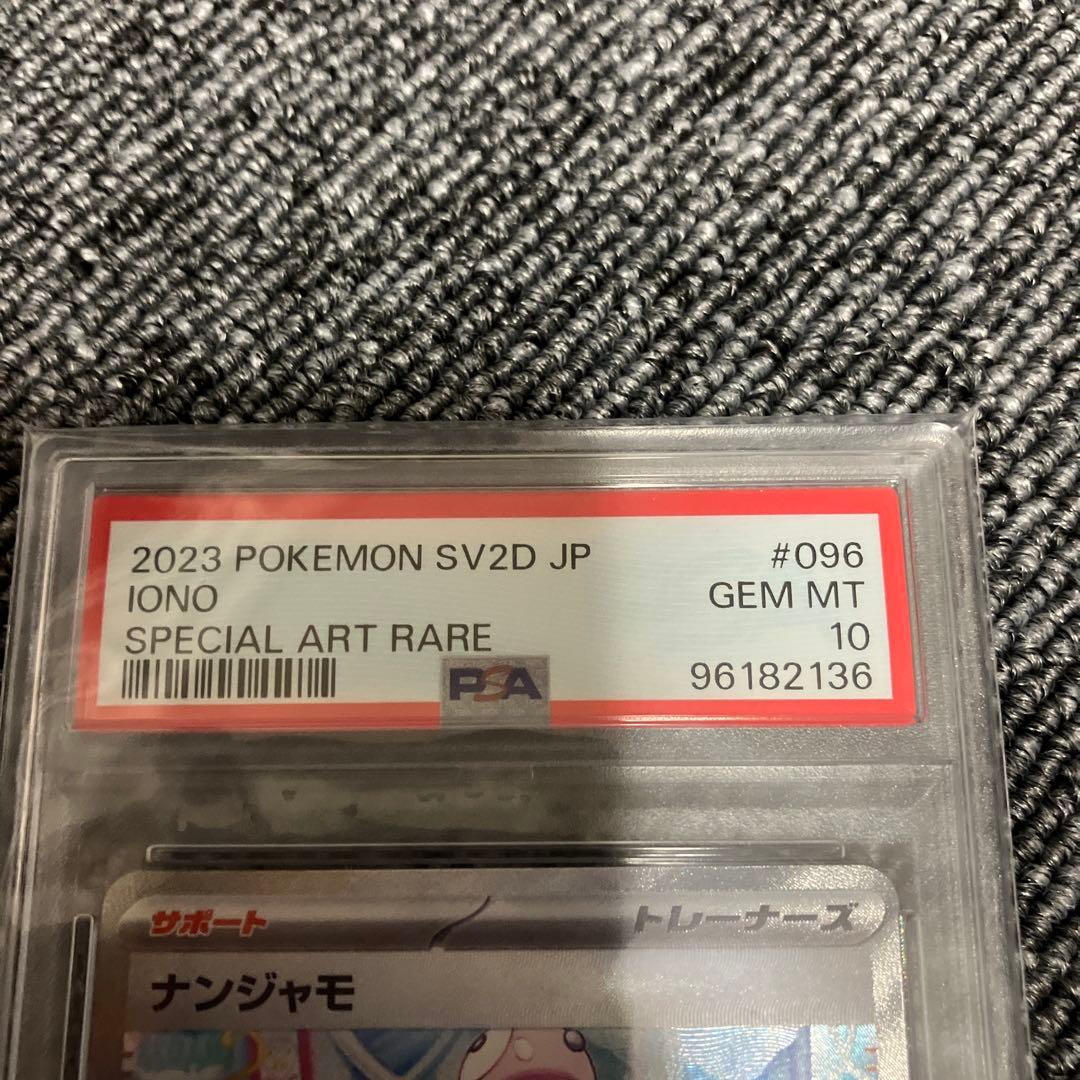 2023 POKEMON SV2D JP #096
IONO GEM MT
SPECIAL ART RARE 10
PSA 96182136
サポート トレーナーズ
ナンジャモ